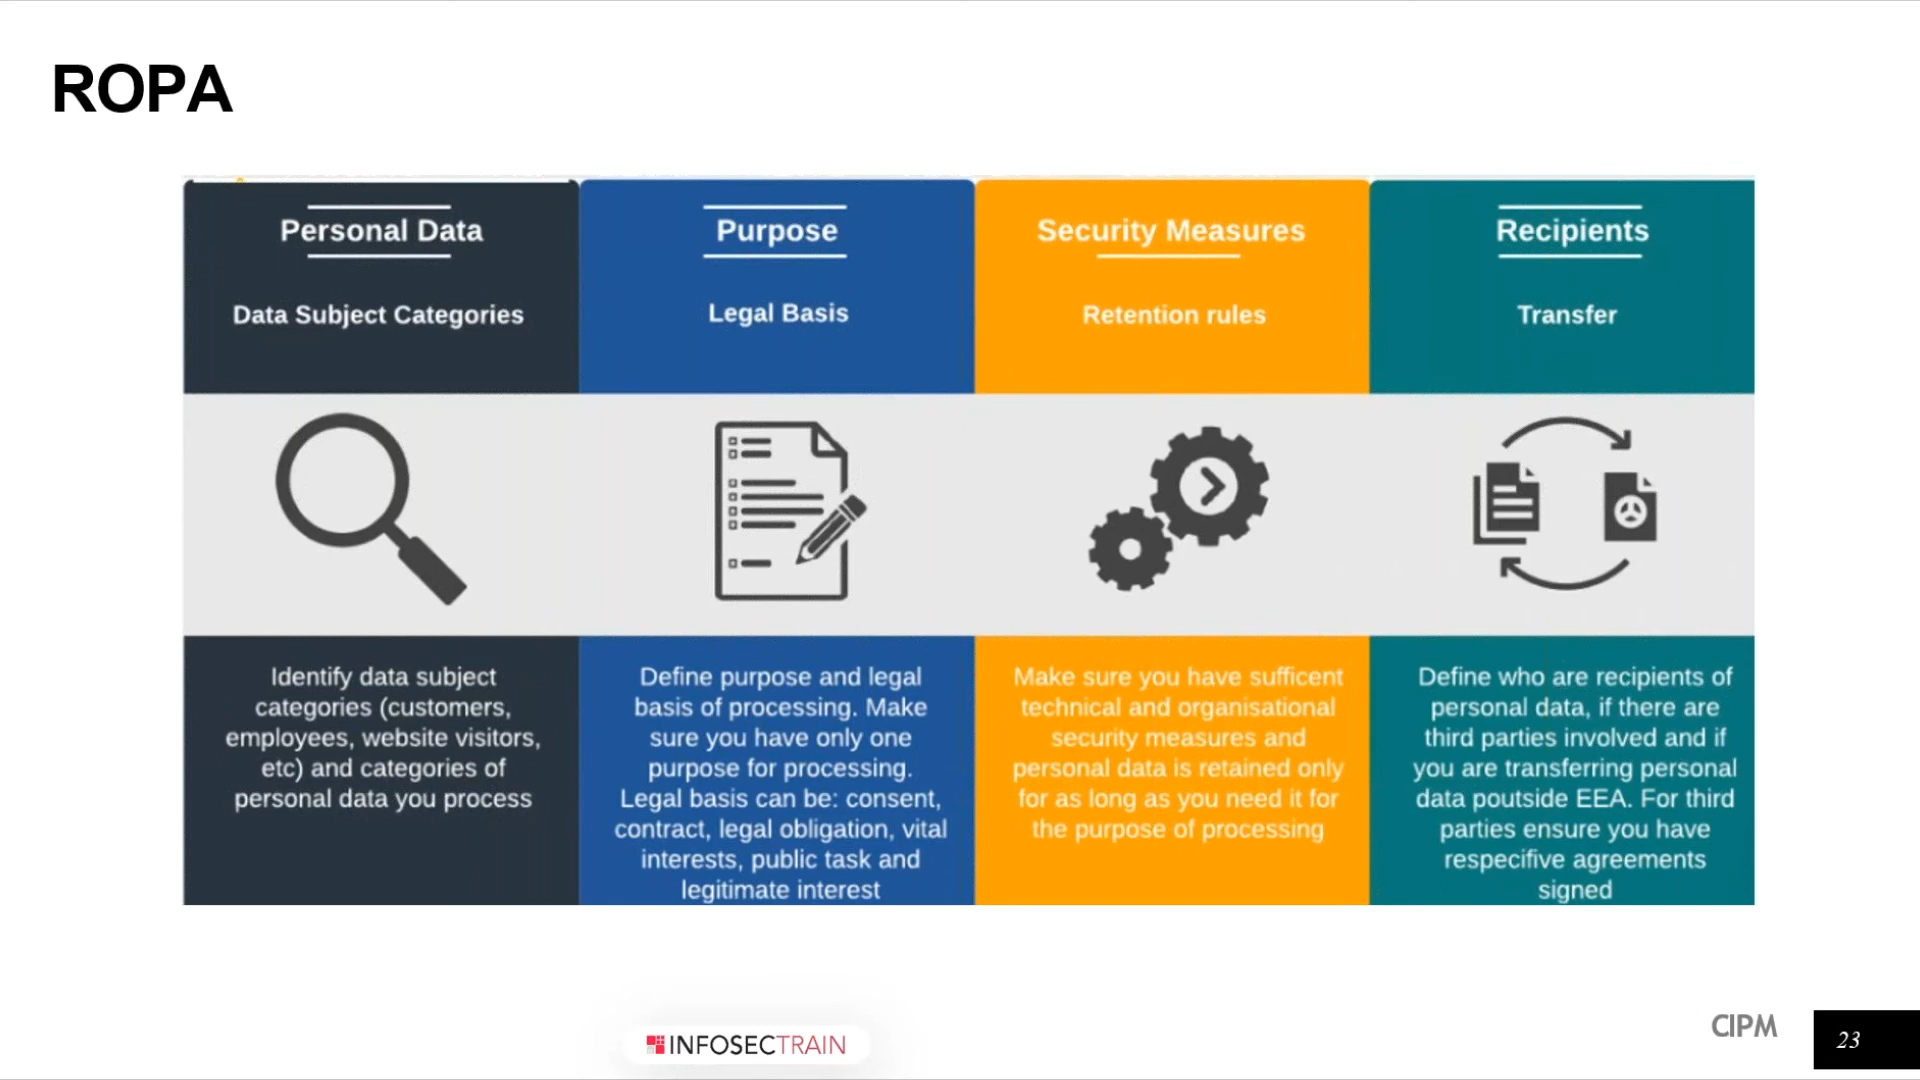 ROPA
Personal Data
Data Subject Categories
Purpose
Legal Basis
Security Measures
Retention rules
Recipients
Transfer
Identify data subject
categories (customers,
employees, website visitors,
etc) and categories of
personal data you process
Define purpose and legal
basis of processing. Make
sure you have only one
purpose for processing.
Legal basis can be: consent,
contract, legal obligation, vital
interests, public task and
legitimate interest
Make sure you have sufficent
technical and organisational
security measures and
personal data is retained only
for as long as you need it for
the purpose of processing
Define who are recipients of
personal data, if there are
third parties involved and if
you are transferring personal
data poutside EEA. For third
parties ensure you have
respecifive agreements
signed
INFOSECTRAIN
CIPM
23